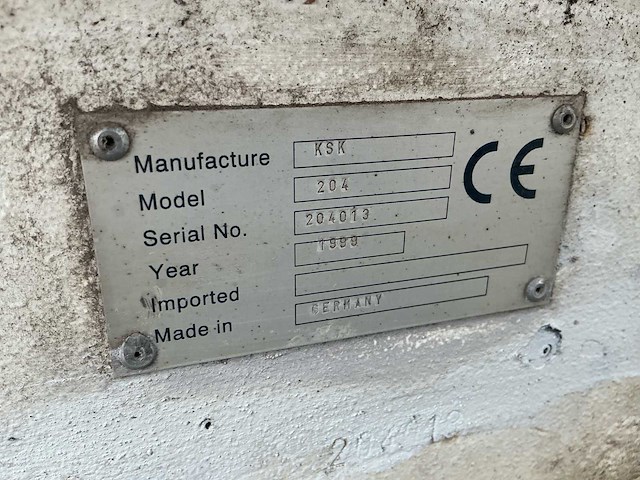 Manufacture KSK
Model 204
Serial No. 204013
Year 1999
Imported
Made in GERMANY
CE